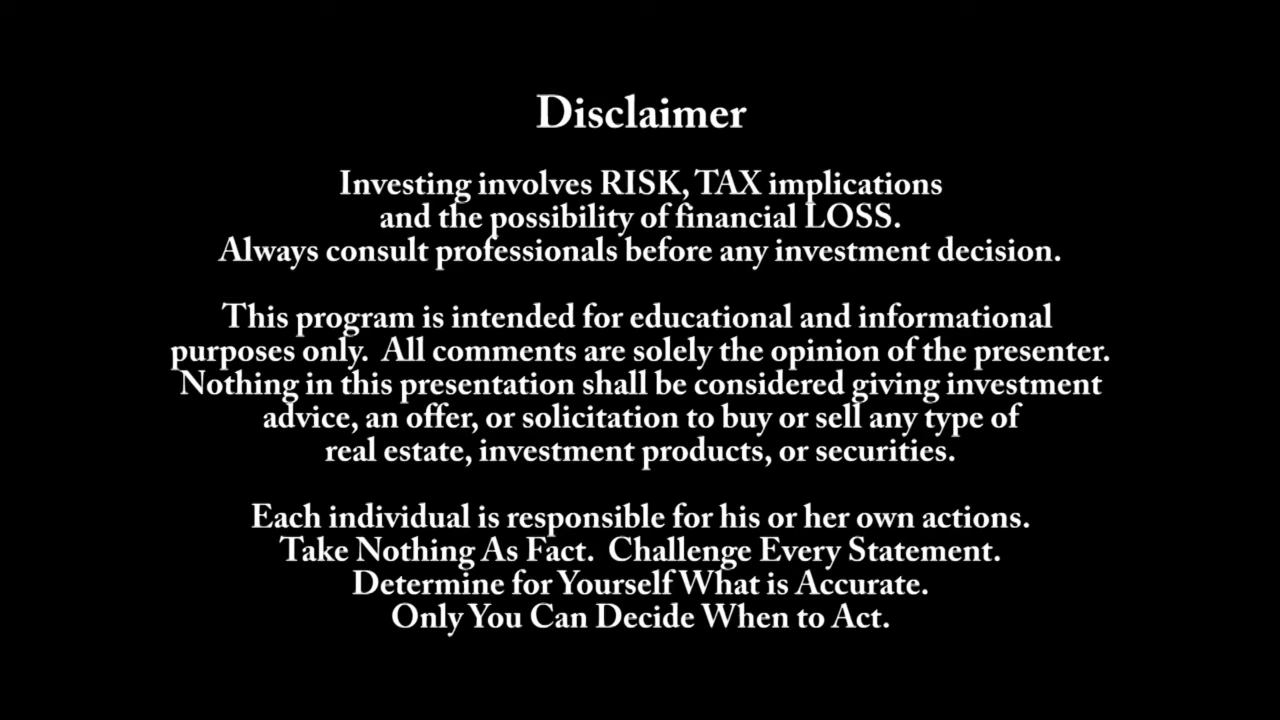 Disclaimer
Investing involves RISK, TAX implications
and the possibility of financial LOSS.
Always consult professionals before any investment decision.
This program is intended for educational and informational
purposes only.  All comments are solely the opinion of the presenter.
Nothing in this presentation shall be considered giving investment
advice, an offer, or solicitation to buy or sell any type of
real estate, investment products, or securities.
Each individual is responsible for his or her own actions.
Take Nothing As Fact.  Challenge Every Statement.
Determine for Yourself What is Accurate.
Only You Can Decide When to Act.